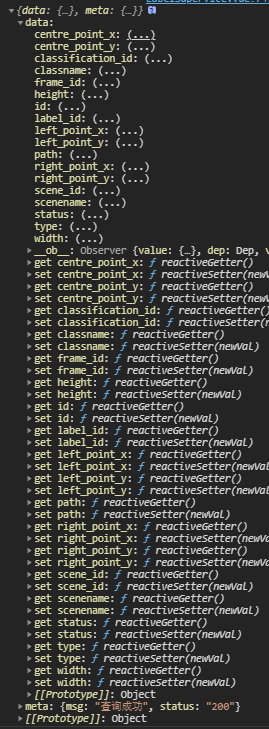 {data: {…}, meta: {…}}
data:
centre_point_x: (...)
centre_point_y: (...)
classification_id: (...)
classname: (...)
frame_id: (...)
height: (...)
id: (...)
label_id: (...)
left_point_x: (...)
left_point_y: (...)
path: (...)
right_point_x: (...)
right_point_y: (...)
scene_id: (...)
scenename: (...)
status: (...)
type: (...)
width: (...)
__ob__: Observer {value: {…}, dep: Dep, v
get centre_point_x: ƒ reactiveGetter()
set centre_point_x: ƒ reactiveSetter(newV
get centre_point_y: ƒ reactiveGetter()
set centre_point_y: ƒ reactiveSetter(newV
get classification_id: ƒ reactiveGetter()
set classification_id: ƒ reactiveSetter(n
get classname: ƒ reactiveGetter()
set classname: ƒ reactiveSetter(newVal)
get frame_id: ƒ reactiveGetter()
set frame_id: ƒ reactiveSetter(newVal)
get height: ƒ reactiveGetter()
set height: ƒ reactiveSetter(newVal)
get id: ƒ reactiveGetter()
set id: ƒ reactiveSetter(newVal)
get label_id: ƒ reactiveGetter()
set label_id: ƒ reactiveSetter(newVal)
get left_point_x: ƒ reactiveGetter()
set left_point_x: ƒ reactiveSetter(newVal
get left_point_y: ƒ reactiveGetter()
set left_point_y: ƒ reactiveSetter(newVal
get path: ƒ reactiveGetter()
set path: ƒ reactiveSetter(newVal)
get right_point_x: ƒ reactiveGetter()
set right_point_x: ƒ reactiveSetter(newVa
get right_point_y: ƒ reactiveGetter()
set right_point_y: ƒ reactiveSetter(newVa
get scene_id: ƒ reactiveGetter()
set scene_id: ƒ reactiveSetter(newVal)
get scenename: ƒ reactiveGetter()
set scenename: ƒ reactiveSetter(newVal)
get status: ƒ reactiveGetter()
set status: ƒ reactiveSetter(newVal)
get type: ƒ reactiveGetter()
set type: ƒ reactiveSetter(newVal)
get width: ƒ reactiveGetter()
set width: ƒ reactiveSetter(newVal)
[[Prototype]]: Object
meta: {msg: "查询成功", status: "200"}
[[Prototype]]: Object